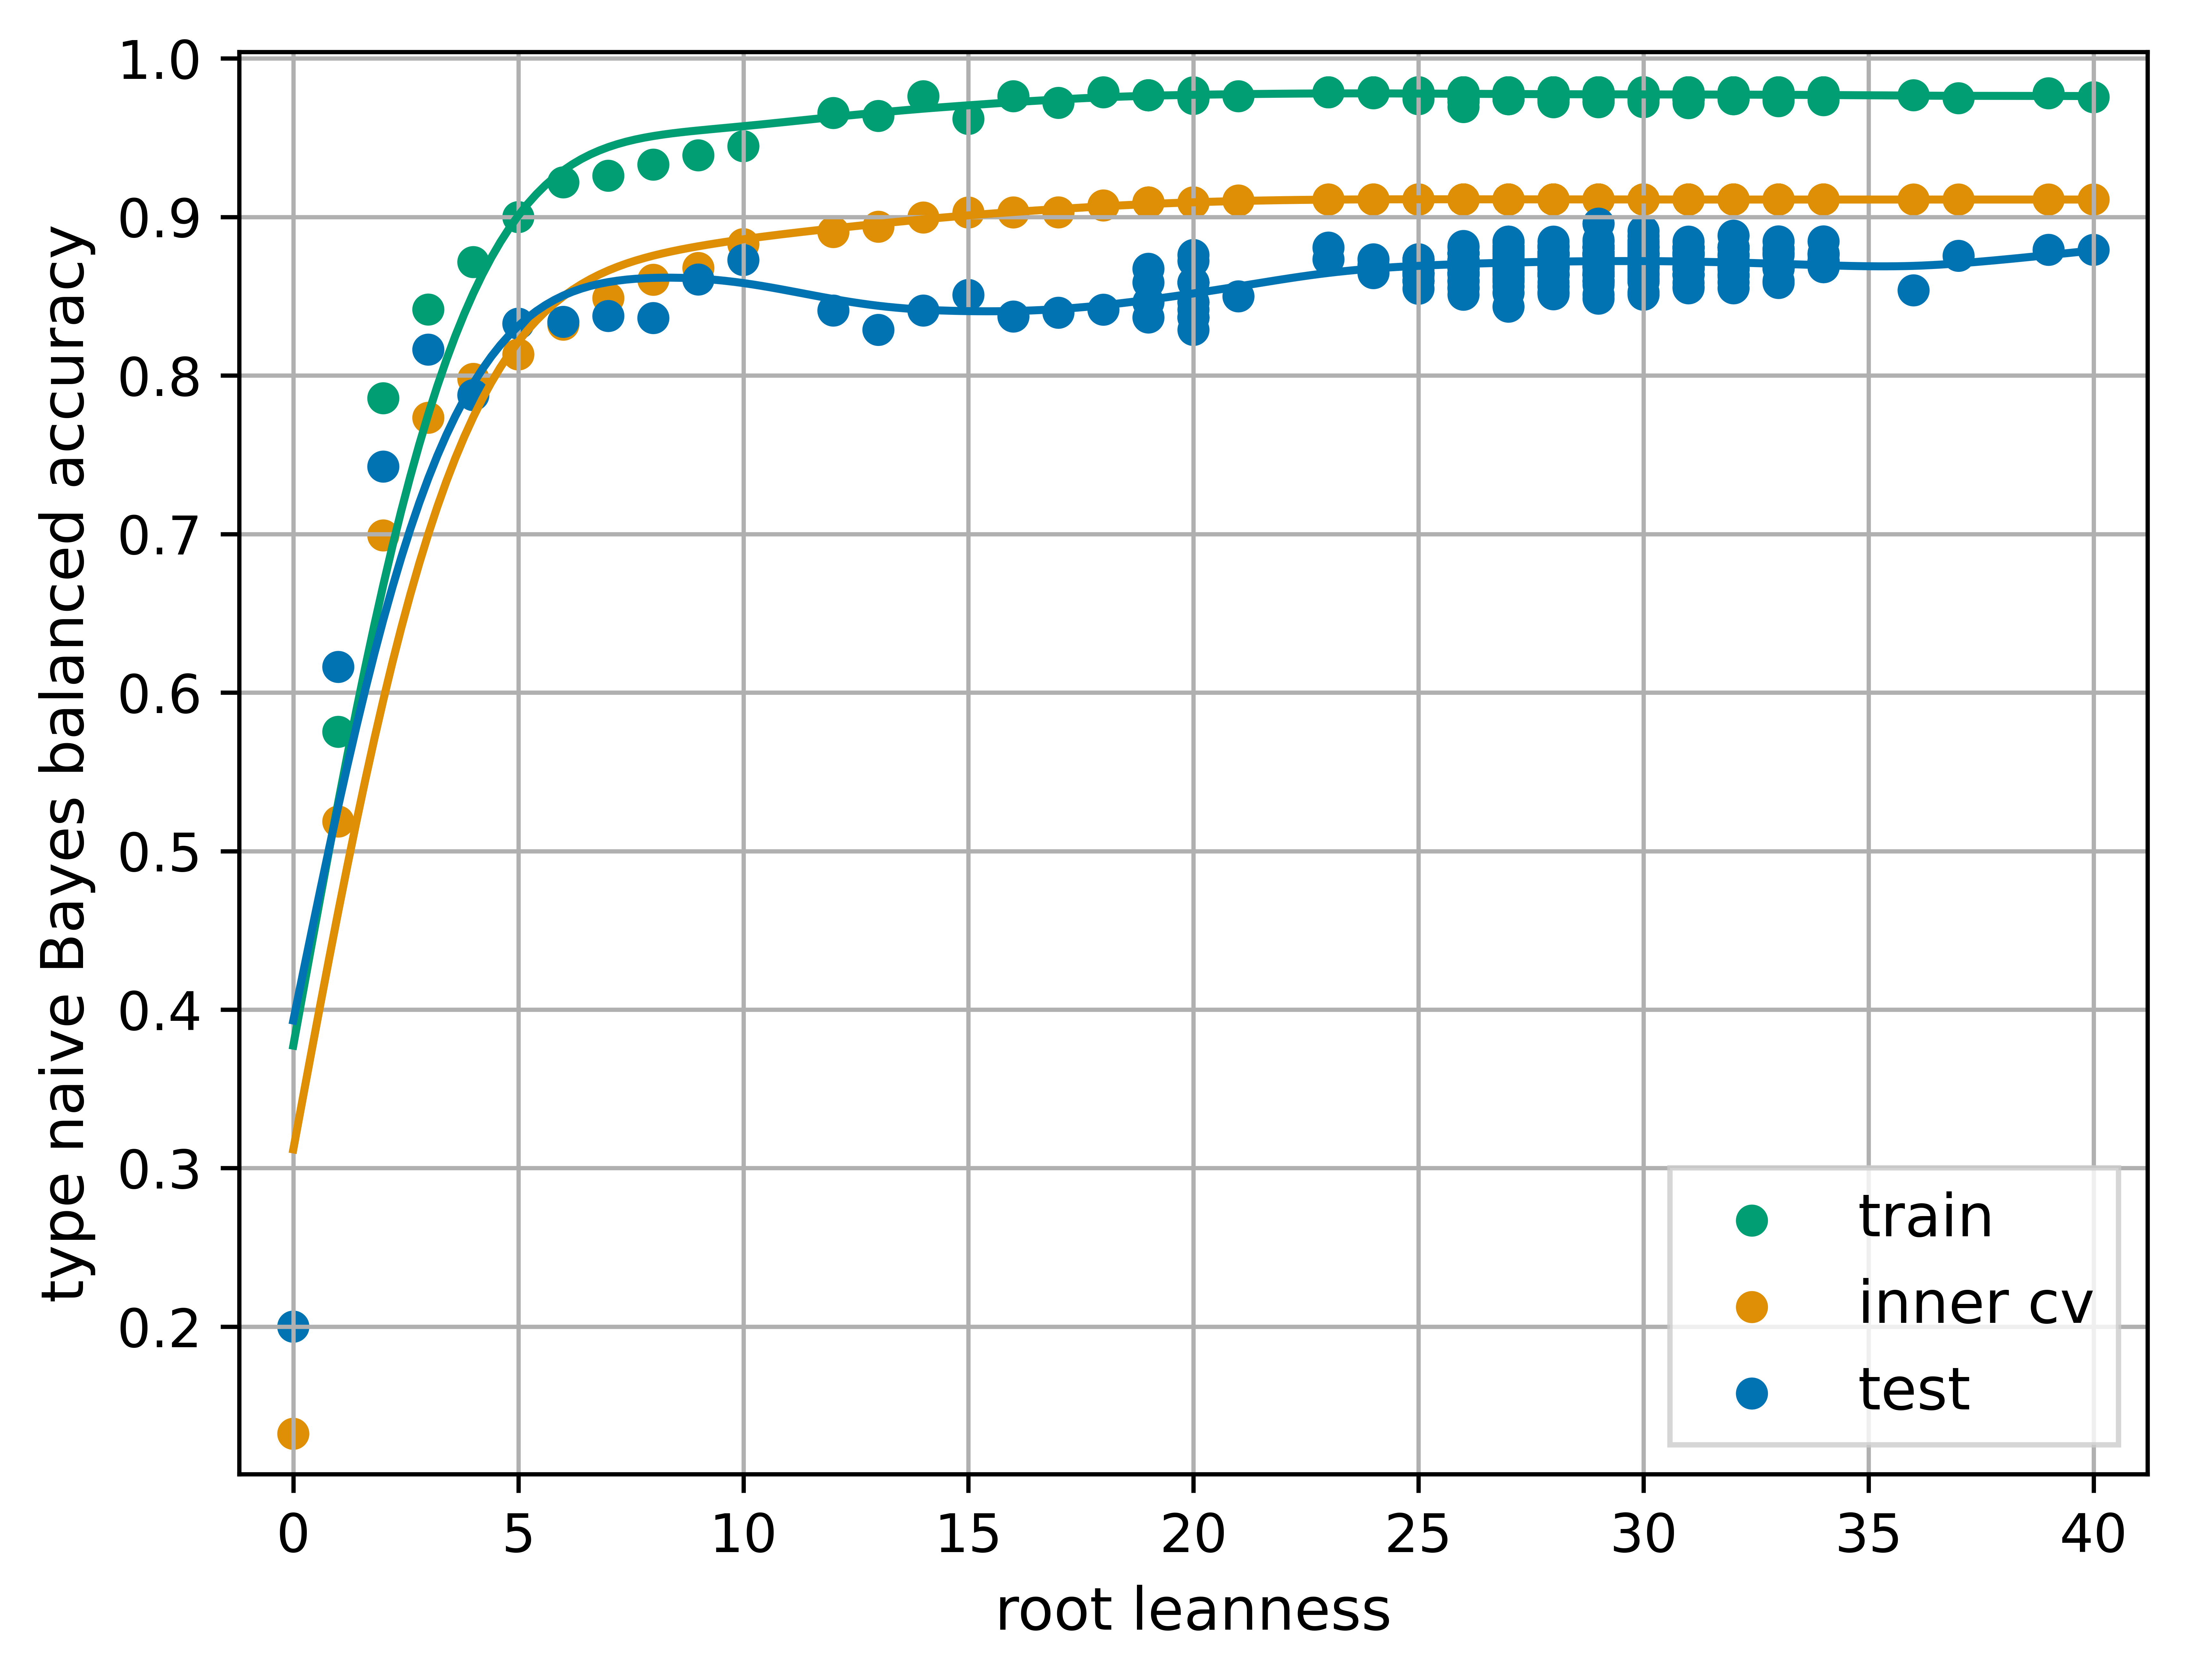 type naive Bayes balanced accuracy
1.0
0.9
0.8
0.7
0.6
0.5
0.4
0.3
0.2
train
inner cv
test
0 5 10 15 20 25 30 35 40
root leanness